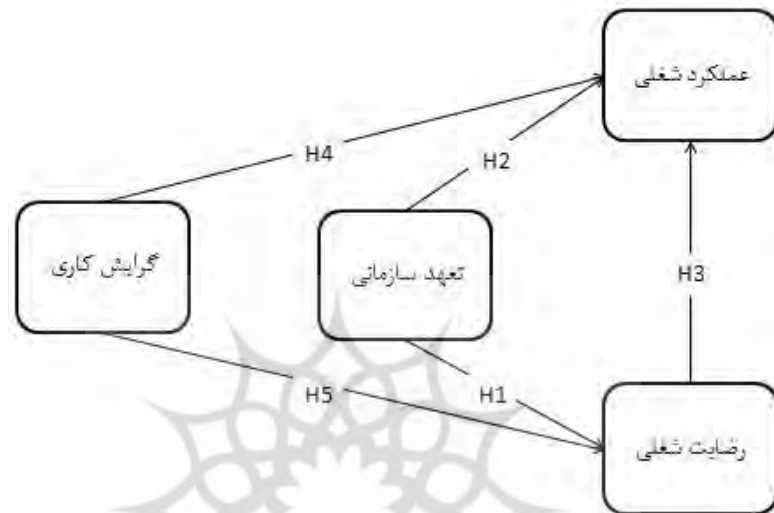 عملکرد شغلی
H4
H2
گرایش کاری
تعهد سازمانی
H3
H5
H1
رضایت شغلی